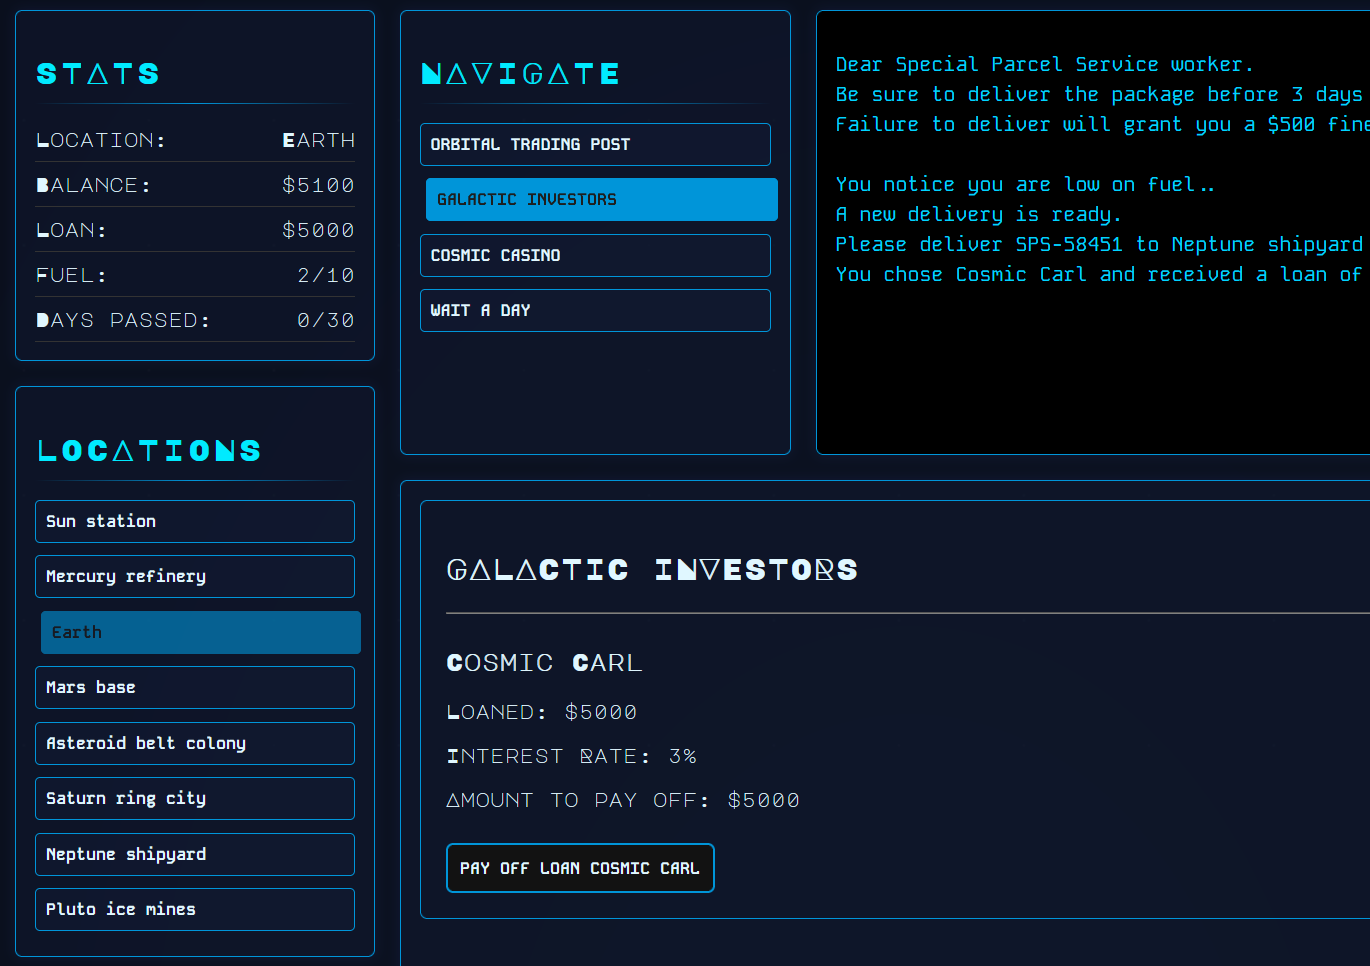 STATS
LOCATION: EARTH
BALANCE: $5100
LOAN: $5000
FUEL: 2/10
DAYS PASSED: 0/30
LOCATIONS
Sun station
Mercury refinery
Earth
Mars base
Asteroid belt colony
Saturn ring city
Neptune shipyard
Pluto ice mines
NAVIGATE
ORBITAL TRADING POST
GALACTIC INVESTORS
COSMIC CASINO
WAIT A DAY
Dear Special Parcel Service worker.
Be sure to deliver the package before 3 days
Failure to deliver will grant you a $500 fine
You notice you are low on fuel..
A new delivery is ready.
Please deliver SPS-58451 to Neptune shipyard
You chose Cosmic Carl and received a loan of
GALACTIC INVESTORS
COSMIC CARL
LOANED: $5000
INTEREST RATE: 3%
AMOUNT TO PAY OFF: $5000
PAY OFF LOAN COSMIC CARL